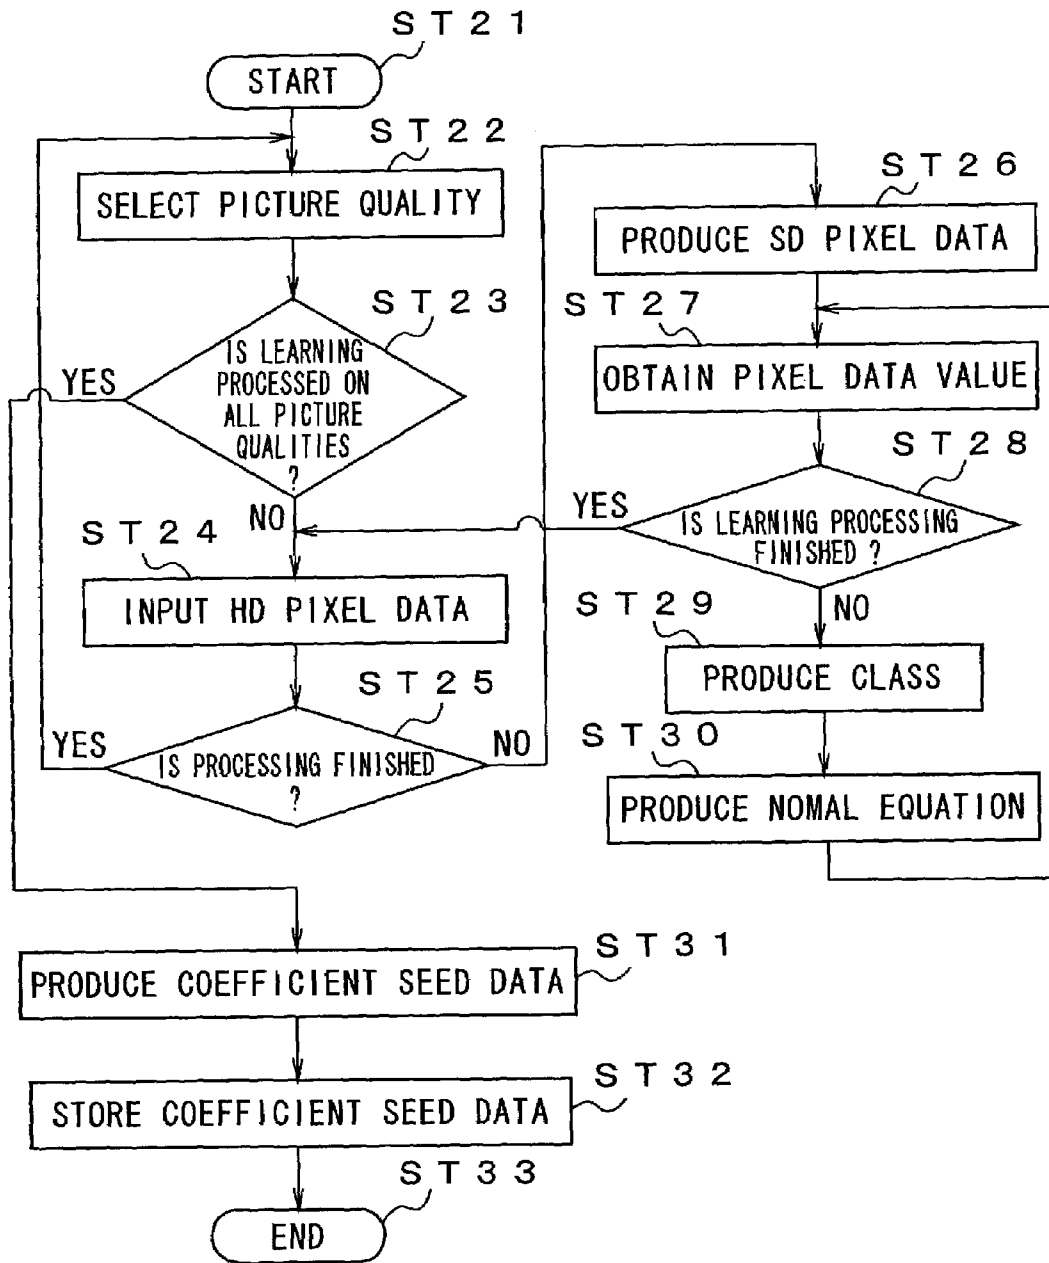 ST21
START
ST22
SELECT PICTURE QUALITY
ST23
IS LEARNING
PROCESSED ON
ALL PICTURE
QUALITIES
?
YES
NO
ST24
INPUT HD PIXEL DATA
ST25
IS PROCESSING FINISHED
?
YES
NO
ST26
PRODUCE SD PIXEL DATA
ST27
OBTAIN PIXEL DATA VALUE
ST28
IS LEARNING PROCESSING
FINISHED ?
YES
NO
ST29
PRODUCE CLASS
ST30
PRODUCE NOMAL EQUATION
ST31
PRODUCE COEFFICIENT SEED DATA
ST32
STORE COEFFICIENT SEED DATA
ST33
END